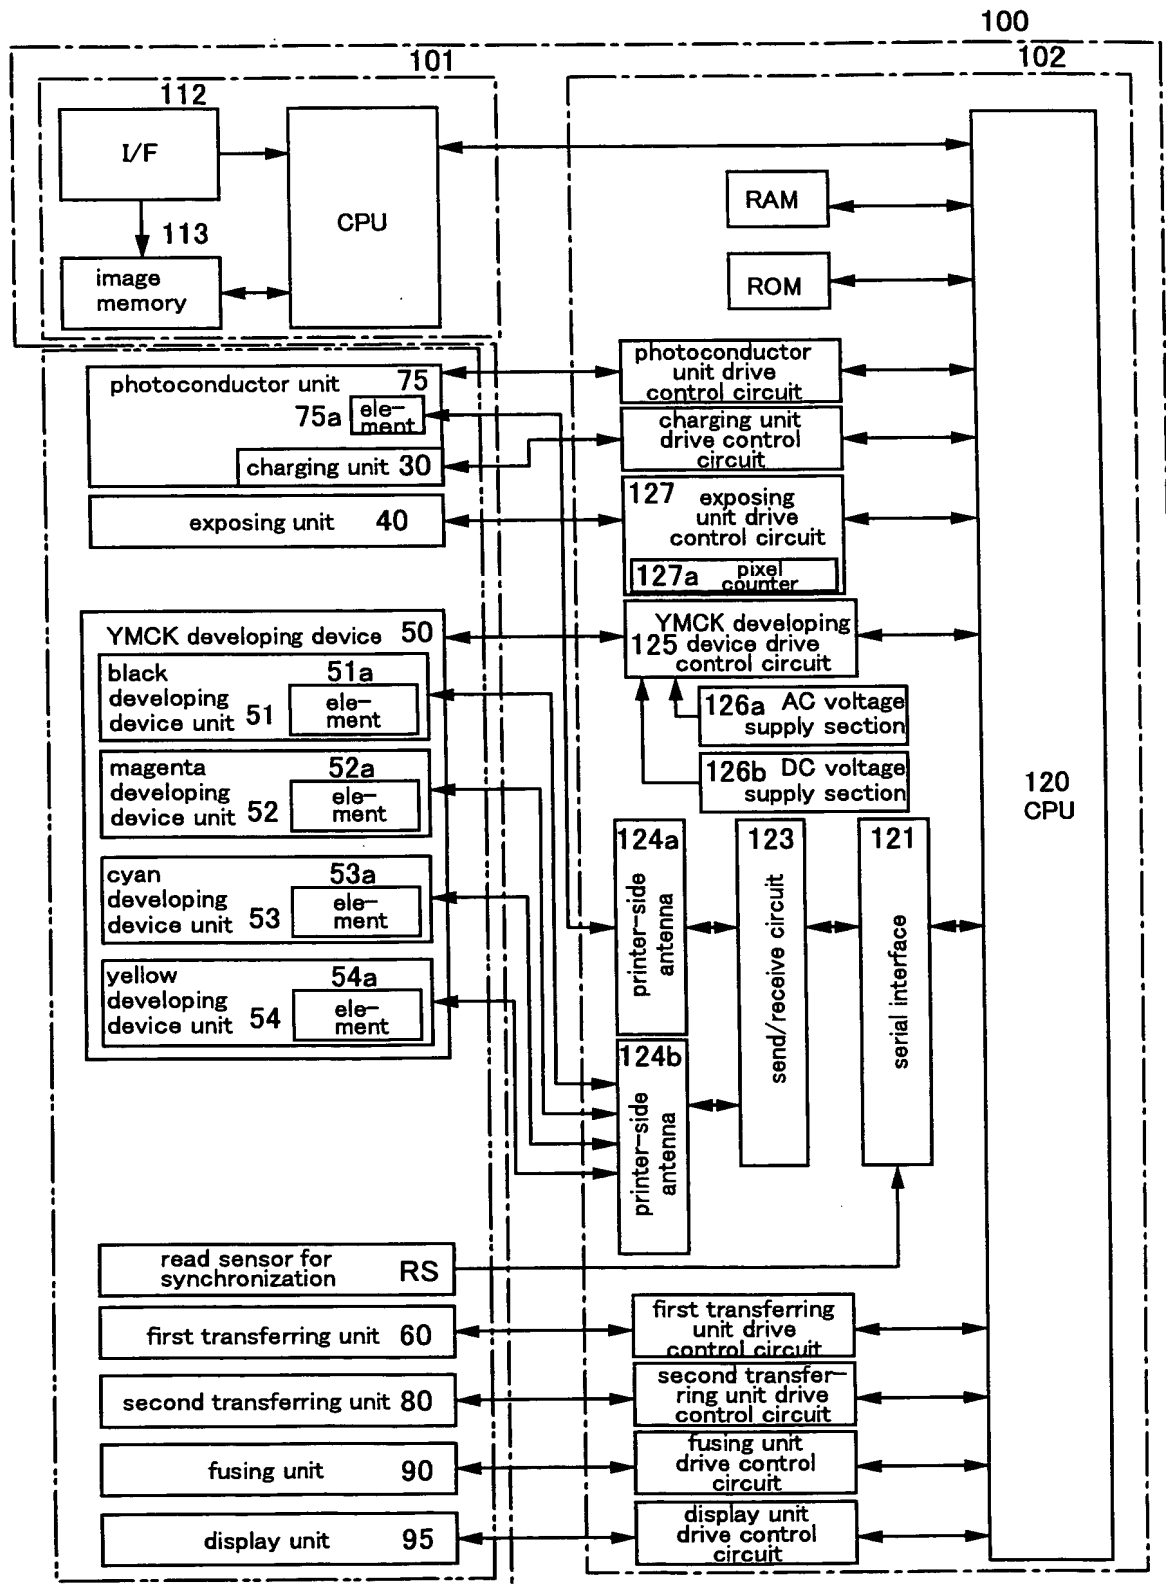 100
101
102
112
I/F
CPU
113
image
memory
RAM
ROM
photoconductor unit 75
75a
ele-
ment
charging unit 30
exposing unit 40
photoconductor
unit drive
control circuit
charging unit
drive control
circuit
127 exposing
unit drive
control circuit
127a pixel
counter
YMCK developing device 50
black
developing
device unit 51
51a
ele-
ment
magenta
developing
device unit 52
52a
ele-
ment
cyan
developing
device unit 53
53a
ele-
ment
yellow
developing
device unit 54
54a
ele-
ment
YMCK developing
125 device drive
control circuit
126a AC voltage
supply section
126b DC voltage
supply section
120
CPU
124a
printer-side
antenna
123
send/receive circuit
121
serial interface
124b
printer-side
antenna
read sensor for
synchronization RS
first transferring unit 60
first transferring
unit drive
control circuit
second transferring unit 80
second transfer-
ring unit drive
control circuit
fusing unit 90
fusing unit
drive control
circuit
display unit 95
display unit
drive control
circuit